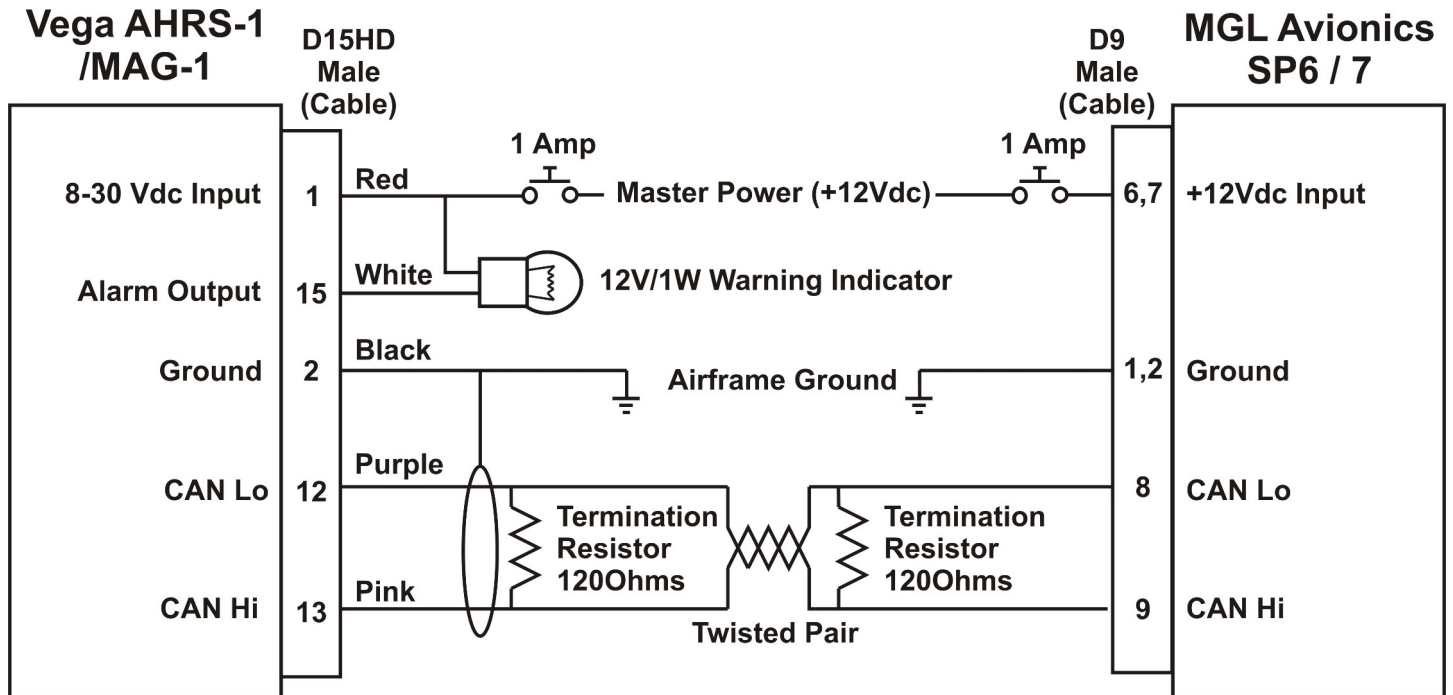 Vega AHRS-1
/MAG-1
D15HD
Male
(Cable)
D9
Male
(Cable)
MGL Avionics
SP6 / 7
8-30 Vdc Input
1
Red
1 Amp
Master Power (+12Vdc)
1 Amp
6,7
+12Vdc Input
Alarm Output
15
White
12V/1W Warning Indicator
Ground
2
Black
Airframe Ground
1,2
Ground
CAN Lo
12
Purple
Termination
Resistor
120Ohms
Termination
Resistor
120Ohms
8
CAN Lo
CAN Hi
13
Pink
Twisted Pair
9
CAN Hi